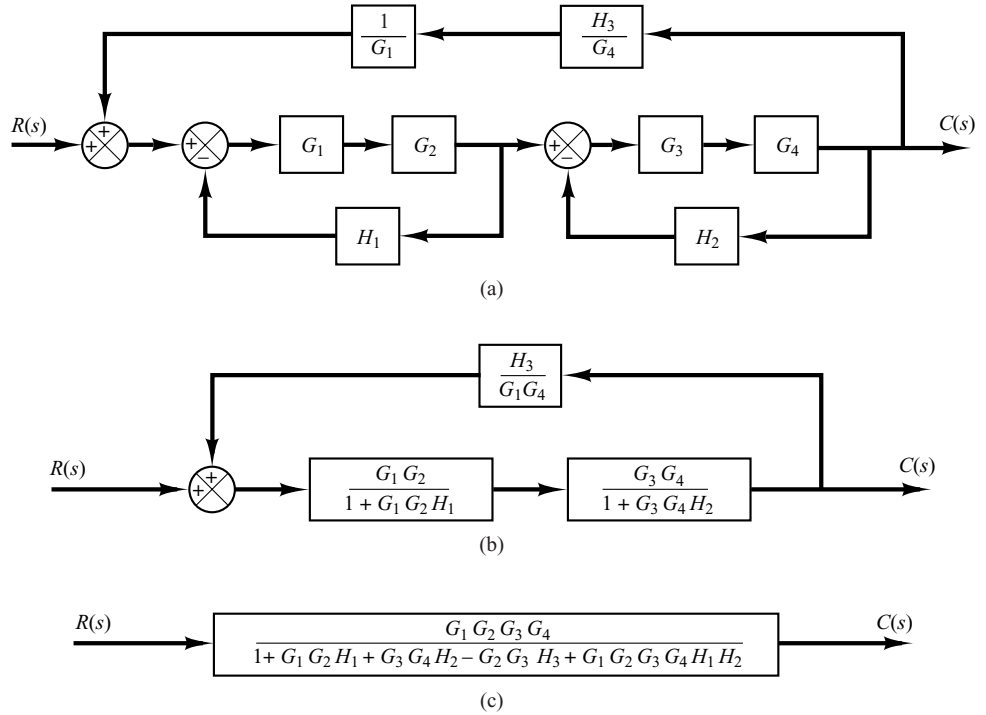 1 / G₁
H₃ / G₄
R(s)
C(s)
+ +
+ −
G₁
G₂
+ −
G₃
G₄
H₁
H₂
(a)
H₃ / G₁G₄
R(s)
C(s)
+ +
G₁ G₂ / 1 + G₁ G₂ H₁
G₃ G₄ / 1 + G₃ G₄ H₂
(b)
R(s)
C(s)
G₁ G₂ G₃ G₄ / 1 + G₁ G₂ H₁ + G₃ G₄ H₂ − G₂ G₃ H₃ + G₁ G₂ G₃ G₄ H₁ H₂
(c)